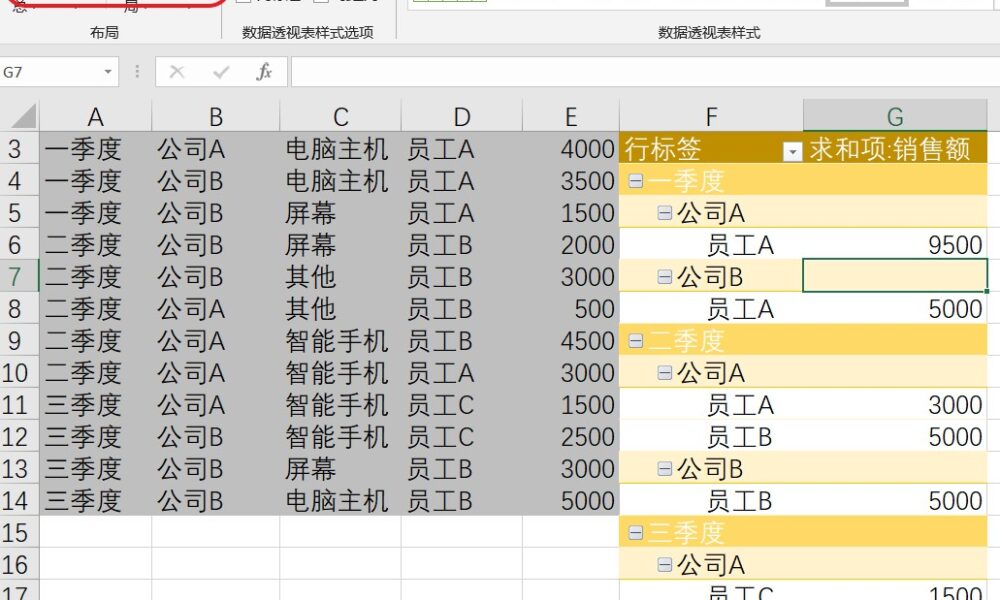 布局
数据透视表样式选项
数据透视表样式
G7
fx
A B C D E F G
3 一季度 公司A 电脑主机 员工A 4000 行标签 求和项:销售额
4 一季度 公司B 电脑主机 员工A 3500 一季度
5 一季度 公司B 屏幕 员工A 1500 公司A
6 二季度 公司B 屏幕 员工B 2000 员工A 9500
7 二季度 公司B 其他 员工B 3000 公司B
8 二季度 公司A 其他 员工B 500 员工A 5000
9 二季度 公司A 智能手机 员工B 4500 二季度
10 二季度 公司A 智能手机 员工A 3000 公司A
11 三季度 公司A 智能手机 员工C 1500 员工A 3000
12 三季度 公司B 智能手机 员工C 2500 员工B 5000
13 三季度 公司B 屏幕 员工B 3000 公司B
14 三季度 公司B 电脑主机 员工B 5000 员工B 5000
15 三季度
16 公司A
17 员工C 1500